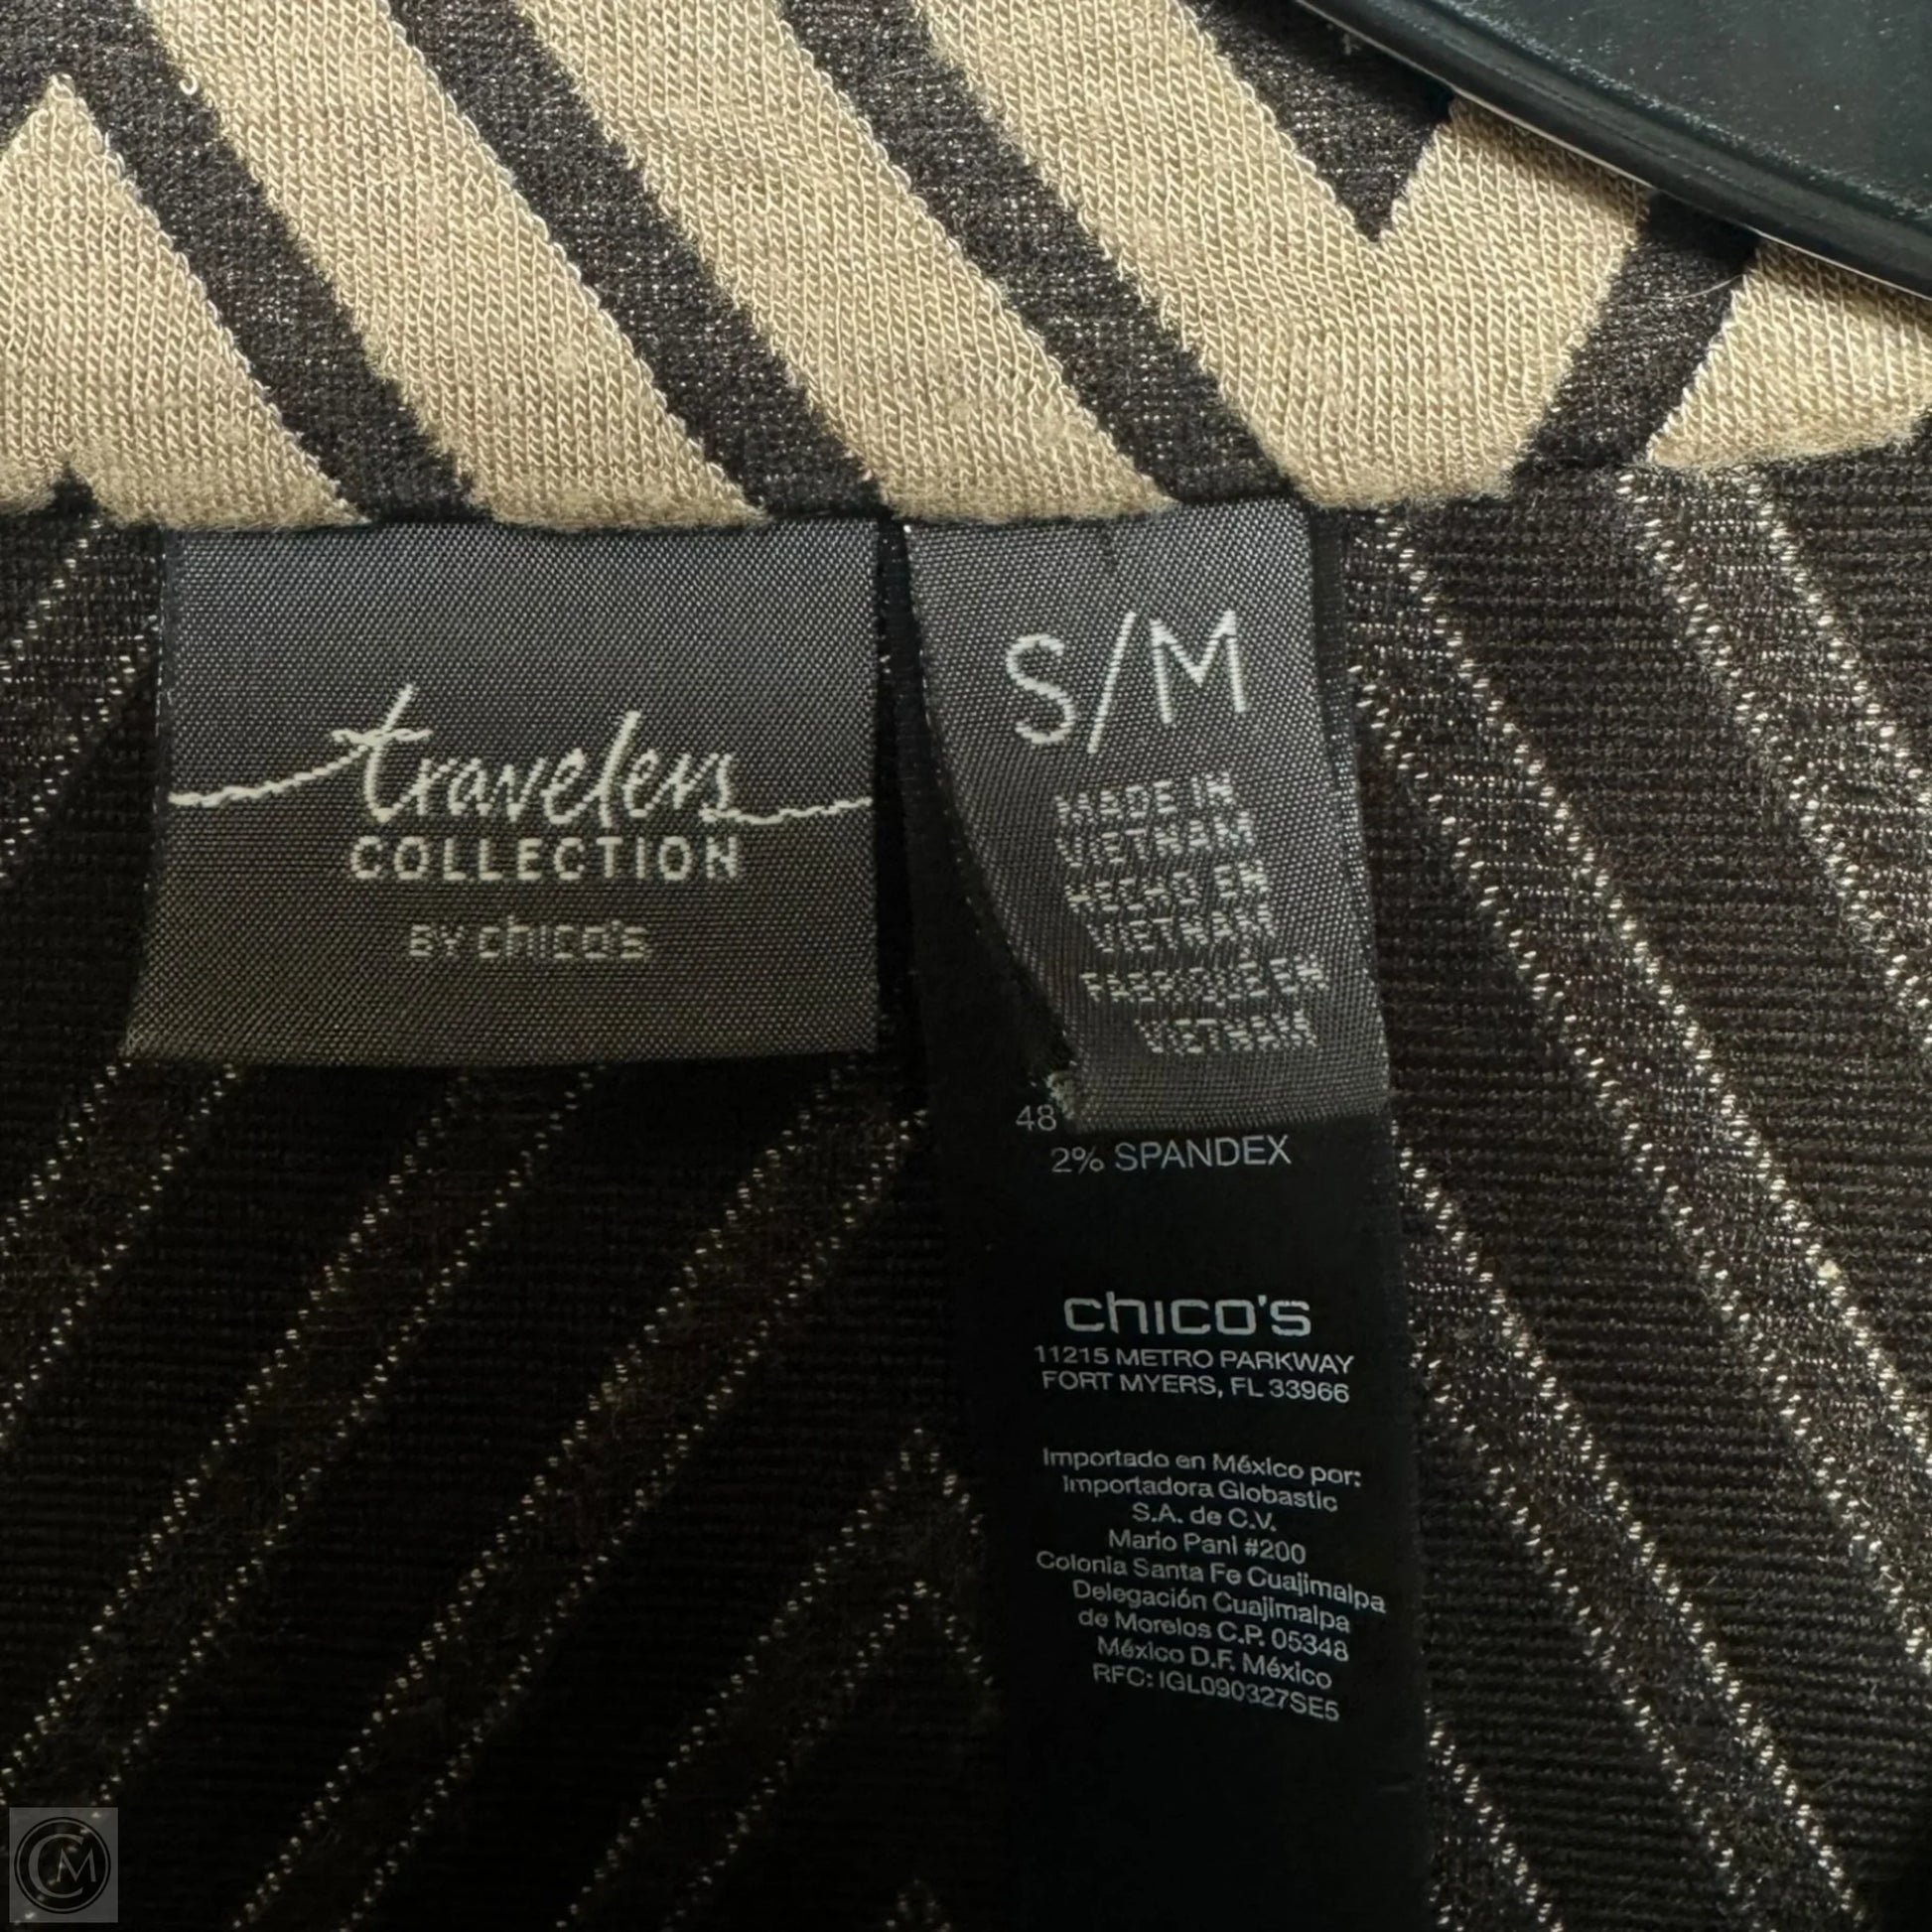 travelers
COLLECTION
BY chico's
S/M
MADE IN
VIETNAM
HECHO EN
VIETNAM
FABRIQUÉ EN
VIETNAM
48
2% SPANDEX
chico's
11215 METRO PARKWAY
FORT MYERS, FL 33966
Importado en México por:
Importadora Globastic
S.A. de C.V.
Mario Pani #200
Colonia Santa Fe Cuajimalpa
Delegación Cuajimalpa
de Morelos C.P. 05348
México D.F. México
RFC: IGL090327SE5
CM